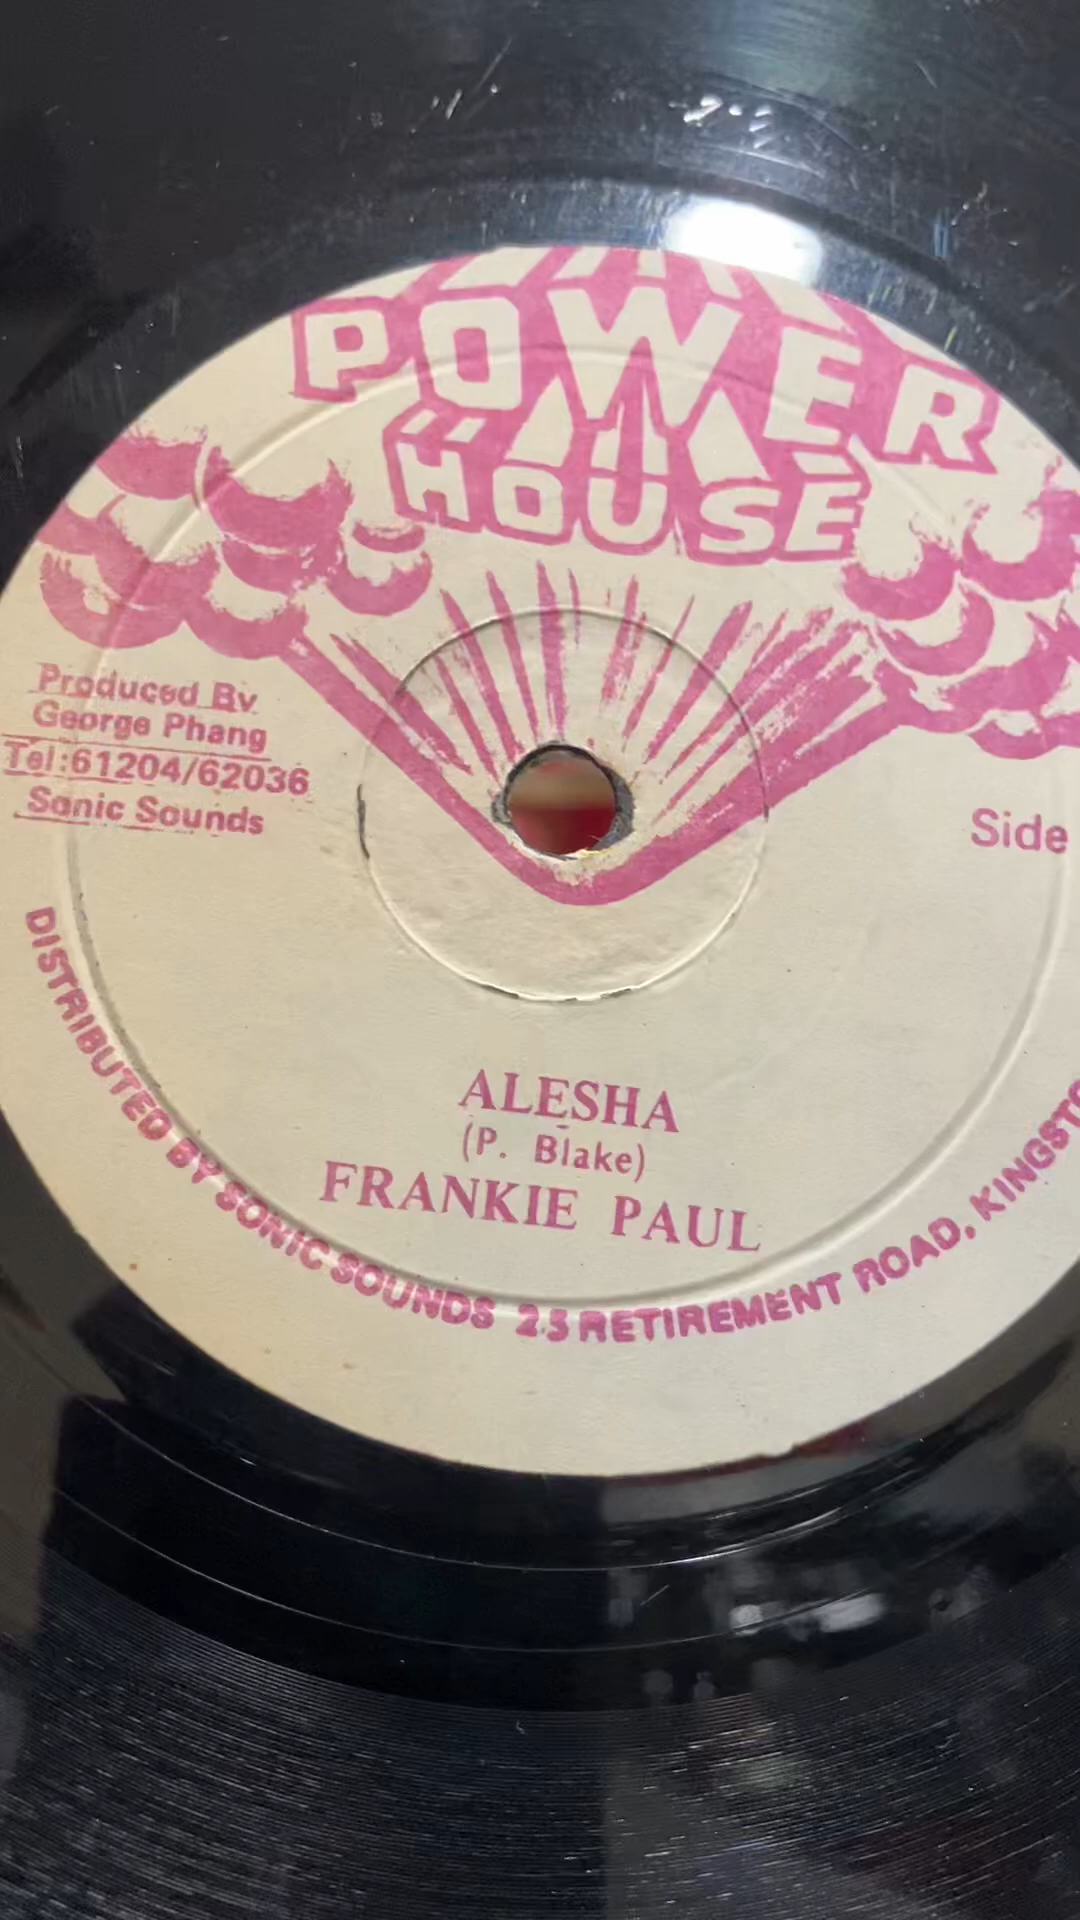 POWER
HOUSE
Produced By
George Phang
Tel:61204/62036
Sonic Sounds
Side
ALESHA
(P. Blake)
FRANKIE PAUL
DISTRIBUTED BY SONIC SOUNDS 25 RETIREMENT ROAD, KINGSTO